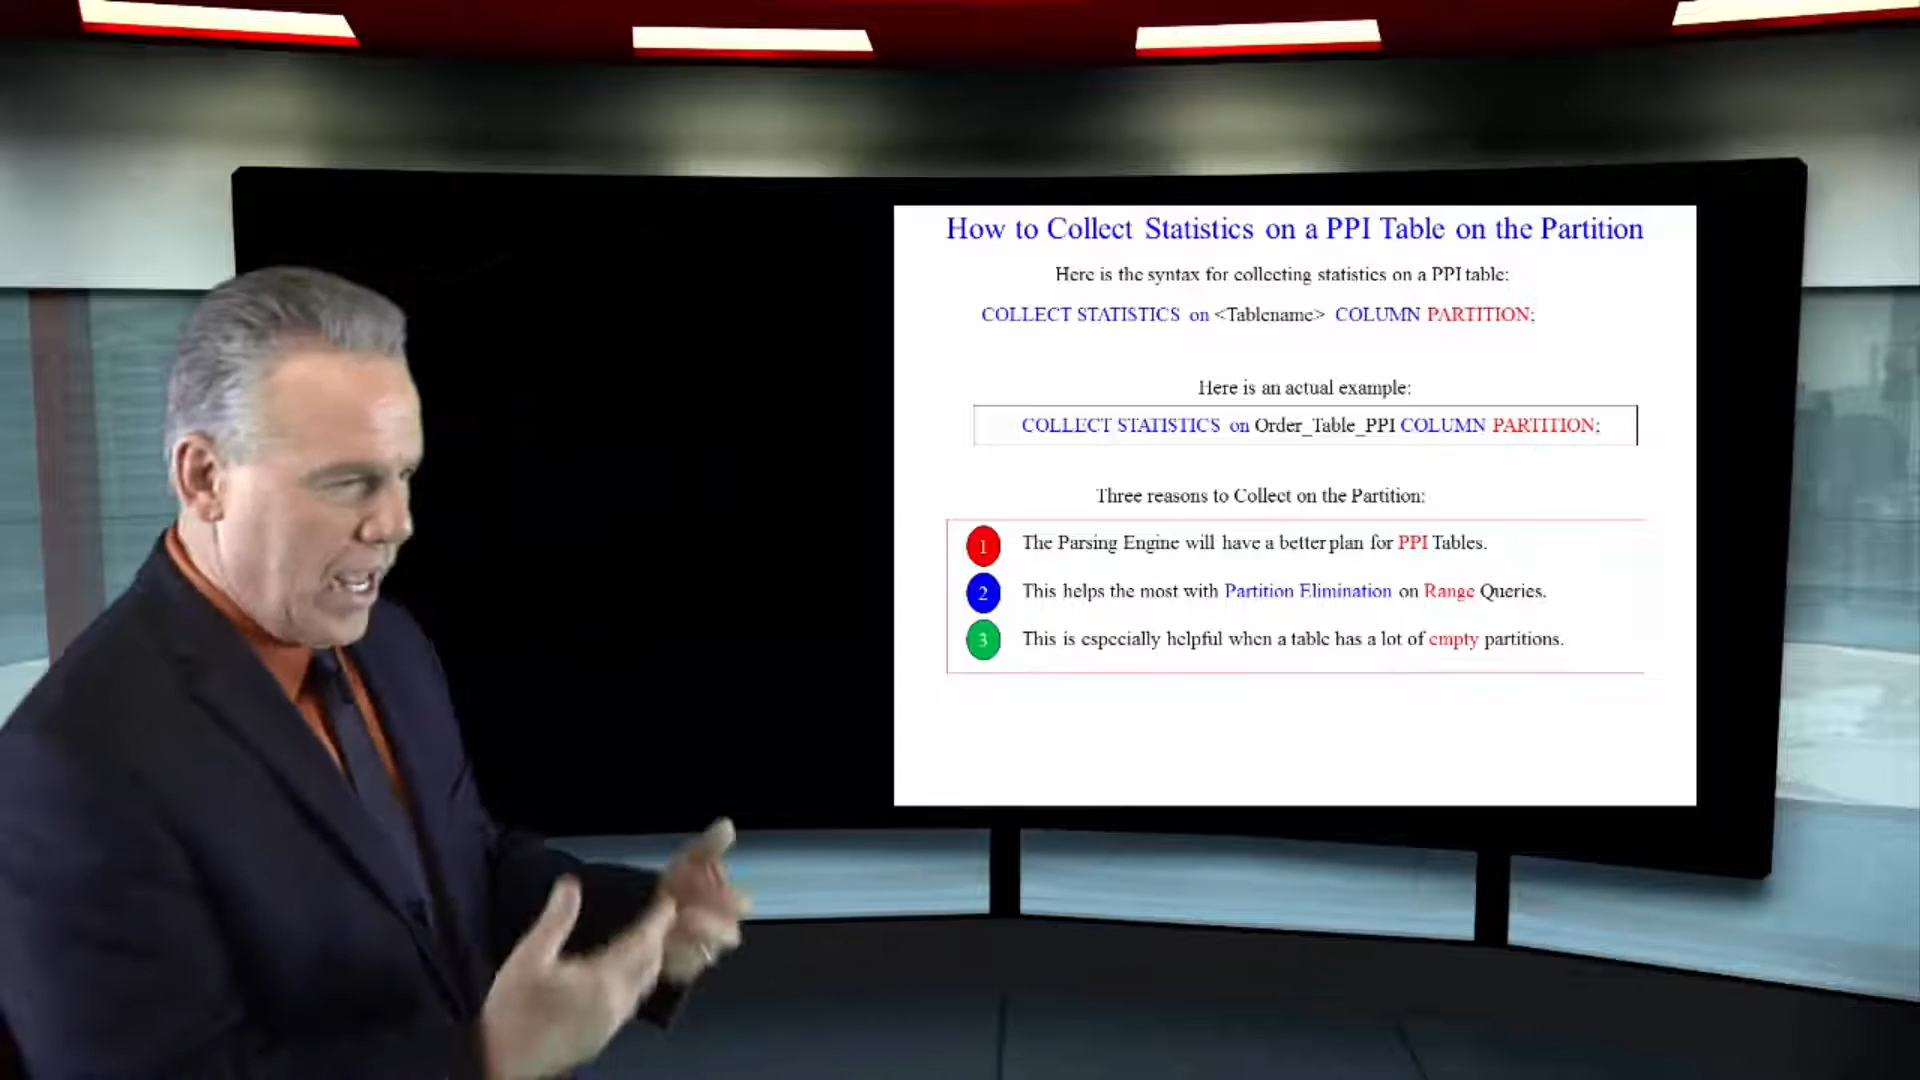 How to Collect Statistics on a PPI Table on the Partition
Here is the syntax for collecting statistics on a PPI table:
COLLECT STATISTICS on <Tablename> COLUMN PARTITION;
Here is an actual example:
COLLECT STATISTICS on Order_Table_PPI COLUMN PARTITION;
Three reasons to Collect on the Partition:
1 The Parsing Engine will have a better plan for PPI Tables.
2 This helps the most with Partition Elimination on Range Queries.
3 This is especially helpful when a table has a lot of empty partitions.